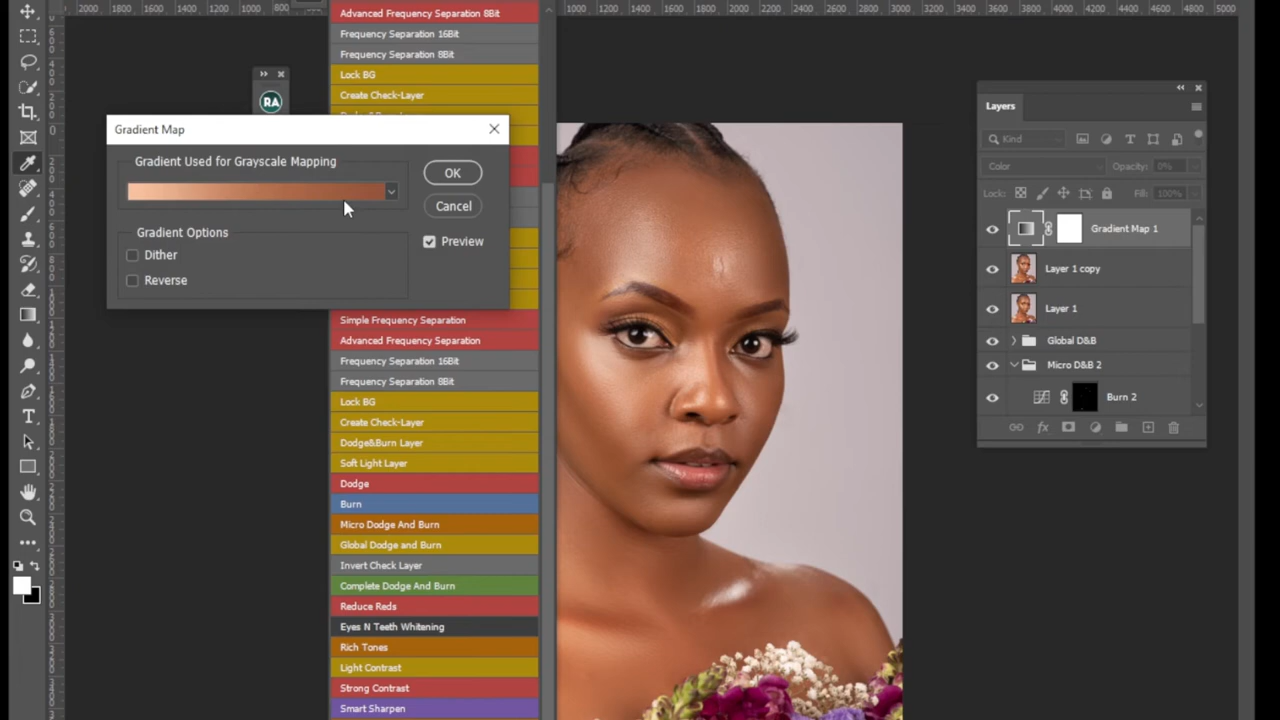 2000 1800 1600 1400 1200 1000 800
1000 1200 1400 1600 1800 2000 2200 2400 2600 2800 3000 3200 3400 3600 3800 4000 4200 4400 4600 4800 5000
Advanced Frequency Separation 8Bit
Frequency Separation 16Bit
Frequency Separation 8Bit
Lock BG
Create Check-Layer
RA
Gradient Map
Gradient Used for Grayscale Mapping
OK
Cancel
Preview
Gradient Options
Dither
Reverse
Simple Frequency Separation
Advanced Frequency Separation
Frequency Separation 16Bit
Frequency Separation 8Bit
Lock BG
Create Check-Layer
Dodge&Burn Layer
Soft Light Layer
Dodge
Burn
Micro Dodge And Burn
Global Dodge and Burn
Invert Check Layer
Complete Dodge And Burn
Reduce Reds
Eyes N Teeth Whitening
Rich Tones
Light Contrast
Strong Contrast
Smart Sharpen
Layers
Kind
Color
Opacity: 0%
Lock:
Fill: 100%
Gradient Map 1
Layer 1 copy
Layer 1
Global D&B
Micro D&B 2
Burn 2
fx